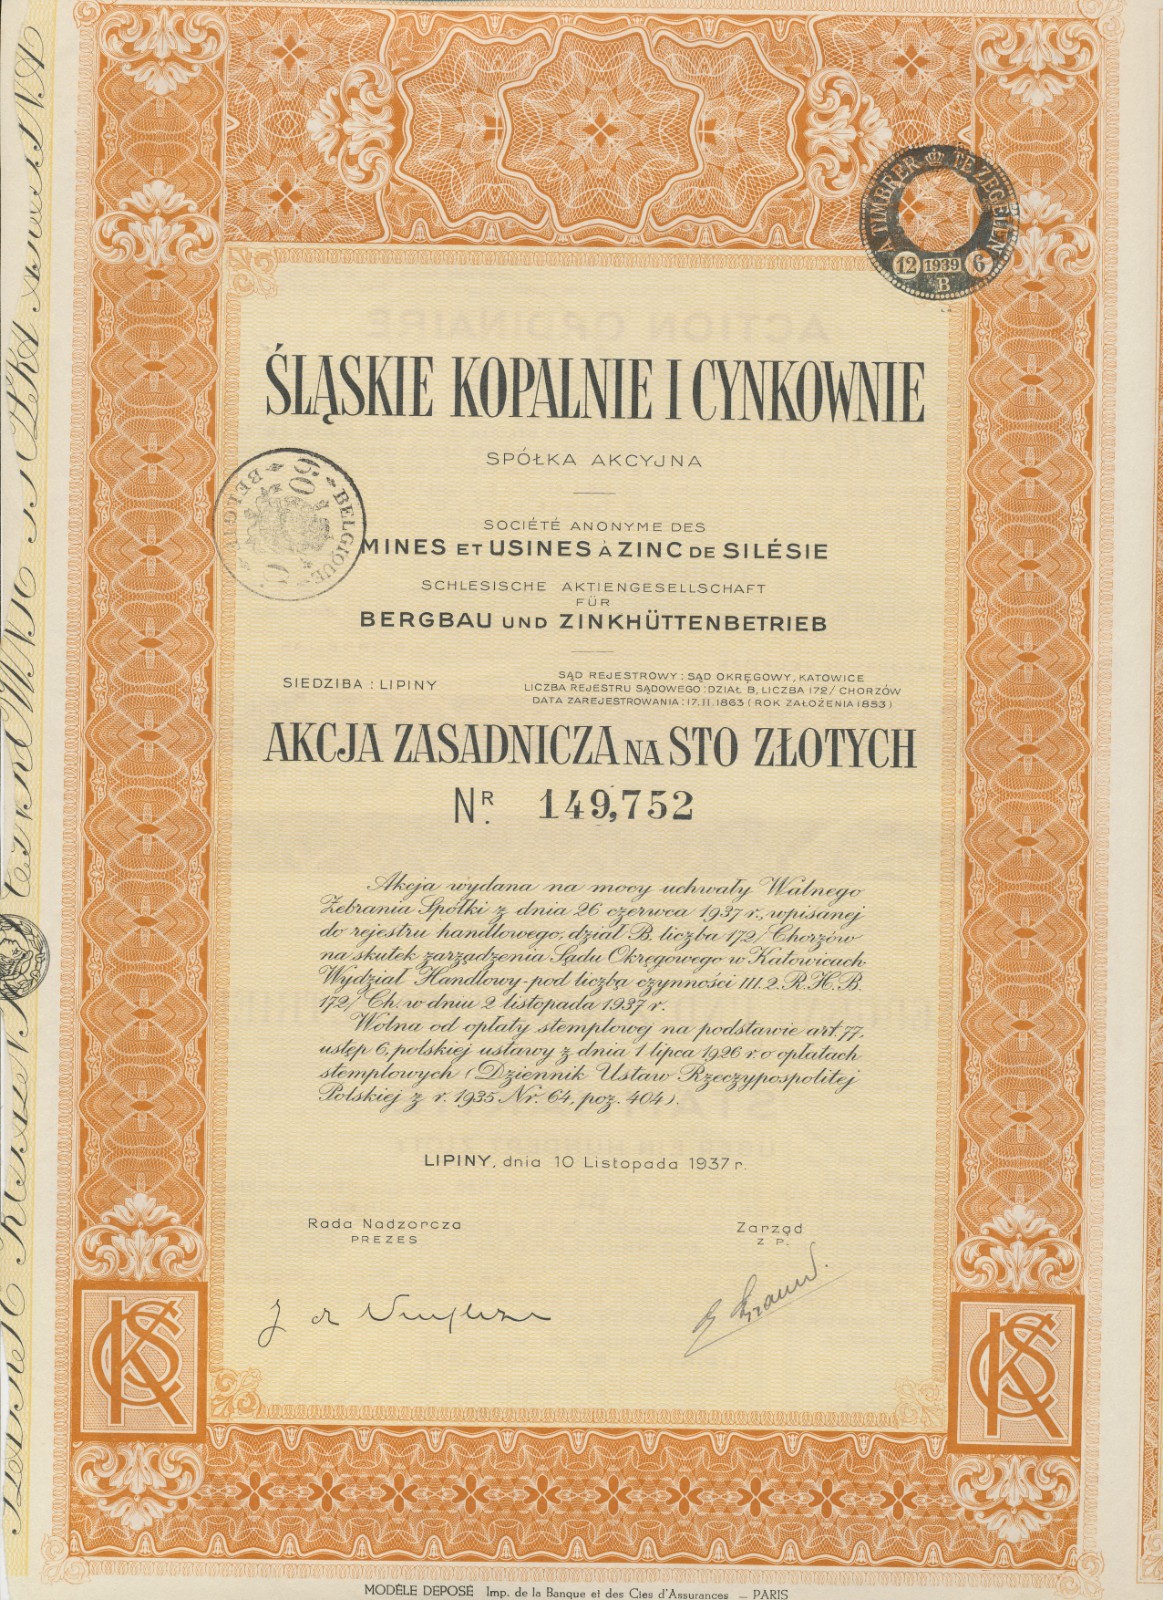 A TIMBRER TE ZEGELEN
12 1939 6
B
ŚLĄSKIE KOPALNIE I CYNKOWNIE
SPÓŁKA AKCYJNA
BELGIQUE BELGIË
SOCIÉTÉ ANONYME DES
MINES ET USINES À ZINC DE SILÉSIE
SCHLESISCHE AKTIENGESELLSCHAFT
FÜR
BERGBAU UND ZINKHÜTTENBETRIEB
SIEDZIBA : LIPINY
SĄD REJESTROWY : SĄD OKRĘGOWY, KATOWICE
LICZBA REJESTRU SĄDOWEGO : DZIAŁ B, LICZBA 172/ CHORZÓW
DATA ZAREJESTROWANIA : 17. II. 1863 ( ROK ZAŁOŻENIA 1853 )
AKCJA ZASADNICZA NA STO ZŁOTYCH
NR. 149,752
Akcja wydana na mocy uchwały Walnego
Zebrania Spółki z dnia 26 czerwca 1937 r., wpisanej
do rejestru handlowego, dział B. liczba 172/ Chorzów
na skutek zarządzenia Sądu Okręgowego w Katowicach
Wydział Handlowy - pod liczbą czynności III. 2. R. H. B.
172/ Ch. w dniu 2 listopada 1937 r.
Wolna od opłaty stemplowej na podstawie art. 77,
ustęp 6, polskiej ustawy z dnia 1 lipca 1926 r. o opłatach
stemplowych ( Dziennik Ustaw Rzeczypospolitej
Polskiej z r. 1935 Nr. 64, poz. 404 ).
LIPINY, dnia 10 Listopada 1937 r.
Rada Nadzorcza
PREZES
Zarząd
Z P.
MODÈLE DEPOSÉ Imp. de la Banque et des Cies d'Assurances — PARIS